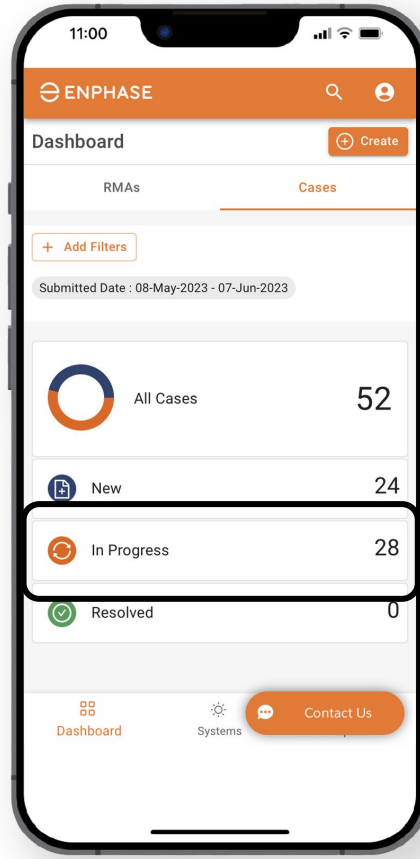 11:00
ENPHASE
Dashboard
Create
RMAs
Cases
+ Add Filters
Submitted Date : 08-May-2023 - 07-Jun-2023
All Cases
52
New
24
In Progress
28
Resolved
0
Dashboard
Systems
Contact Us